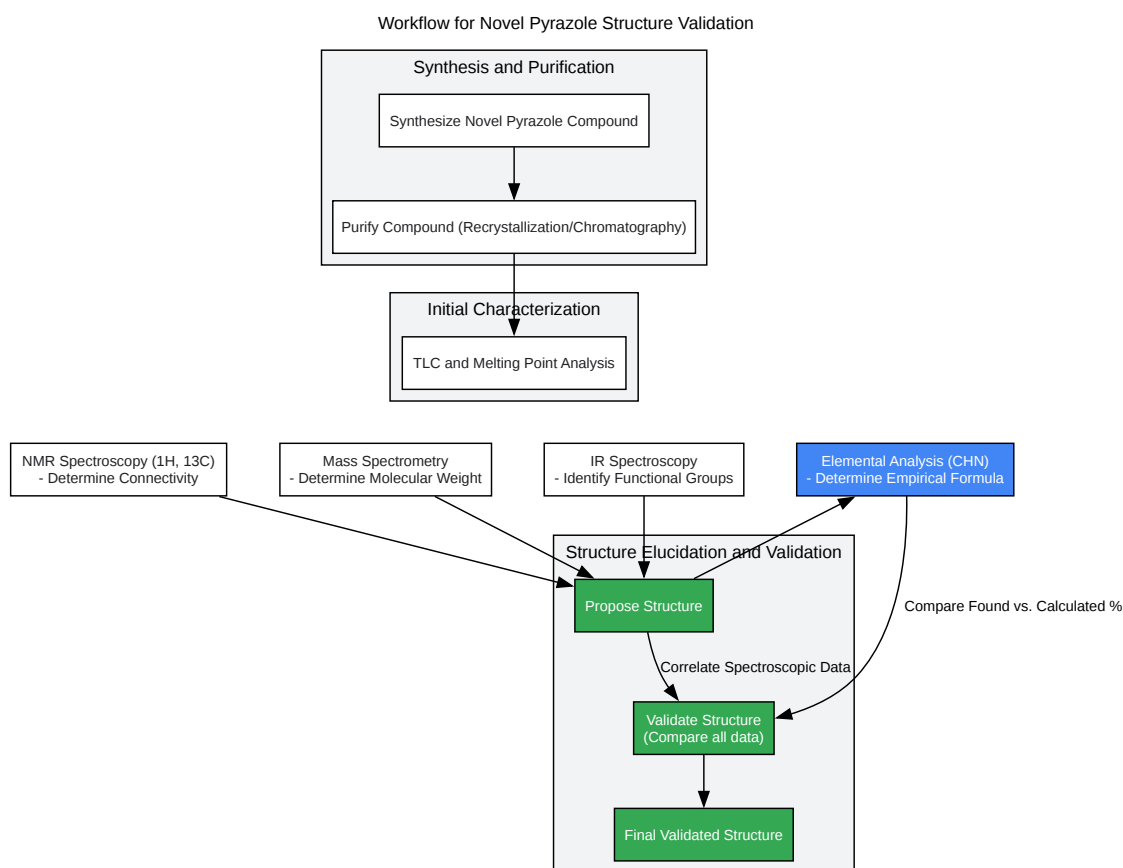 Workflow for Novel Pyrazole Structure Validation
Synthesis and Purification
Synthesize Novel Pyrazole Compound
Purify Compound (Recrystallization/Chromatography)
Initial Characterization
TLC and Melting Point Analysis
NMR Spectroscopy (1H, 13C)
- Determine Connectivity
Mass Spectrometry
- Determine Molecular Weight
IR Spectroscopy
- Identify Functional Groups
Elemental Analysis (CHN)
- Determine Empirical Formula
Structure Elucidation and Validation
Propose Structure
Compare Found vs. Calculated %
Correlate Spectroscopic Data
Validate Structure
(Compare all data)
Final Validated Structure